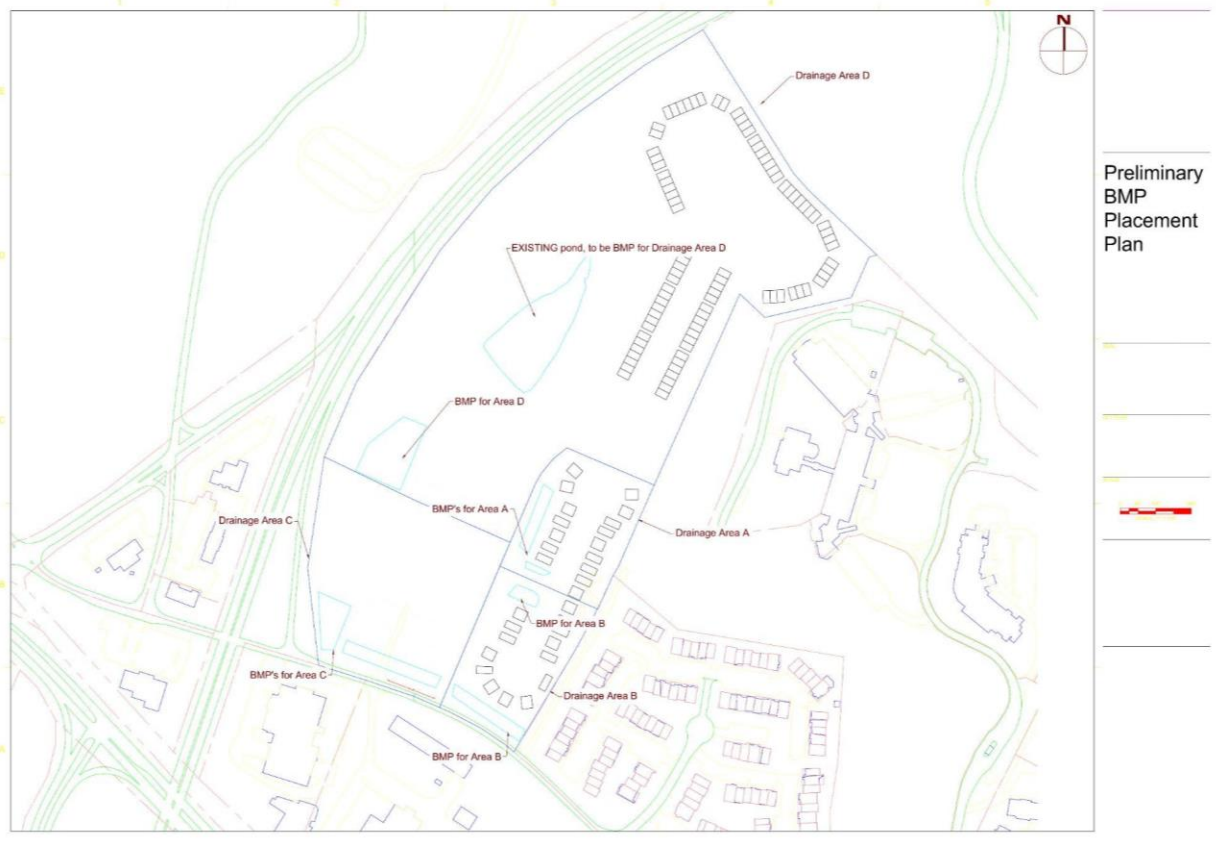 N
Drainage Area D
Preliminary
BMP
Placement
Plan
EXISTING pond, to be BMP for Drainage Area D
BMP for Area D
BMP's for Area A
Drainage Area C
Drainage Area A
BMP for Area B
BMP's for Area C
Drainage Area B
BMP for Area B